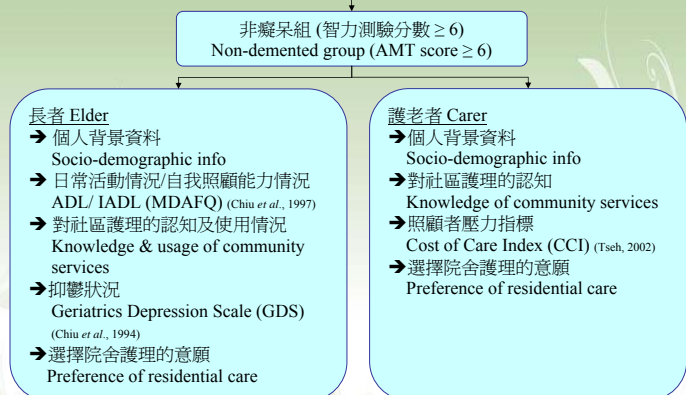 非癡呆組 (智力測驗分數 ≥ 6)
Non-demented group (AMT score ≥ 6)
長者 Elder
➔ 個人背景資料
Socio-demographic info
➔ 日常活動情況/自我照顧能力情況
ADL/ IADL (MDAFQ) (Chiu et al., 1997)
➔ 對社區護理的認知及使用情況
Knowledge & usage of community
services
➔抑鬱狀況
Geriatrics Depression Scale (GDS)
(Chiu et al., 1994)
➔選擇院舍護理的意願
Preference of residential care
護老者 Carer
➔個人背景資料
Socio-demographic info
➔對社區護理的認知
Knowledge of community services
➔照顧者壓力指標
Cost of Care Index (CCI) (Tseh, 2002)
➔選擇院舍護理的意願
Preference of residential care